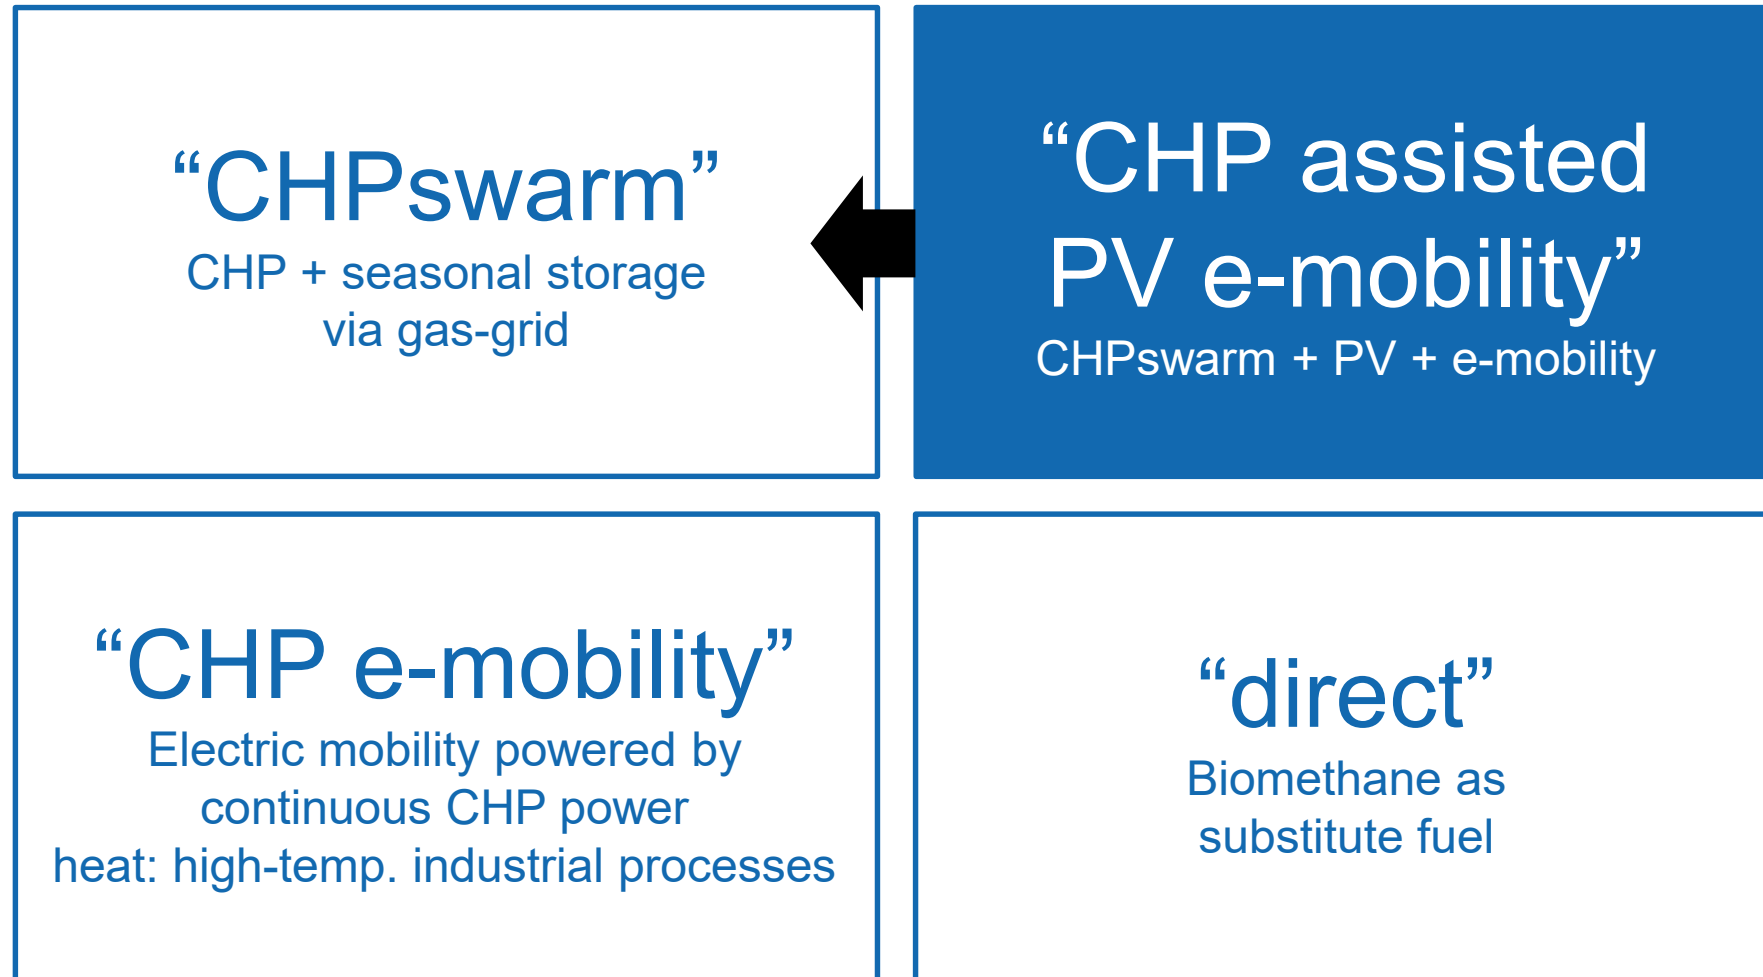 “CHPswarm”
CHP + seasonal storage
via gas-grid
“CHP assisted
PV e-mobility”
CHPswarm + PV + e-mobility
“CHP e-mobility”
Electric mobility powered by
continuous CHP power
heat: high-temp. industrial processes
“direct”
Biomethane as
substitute fuel